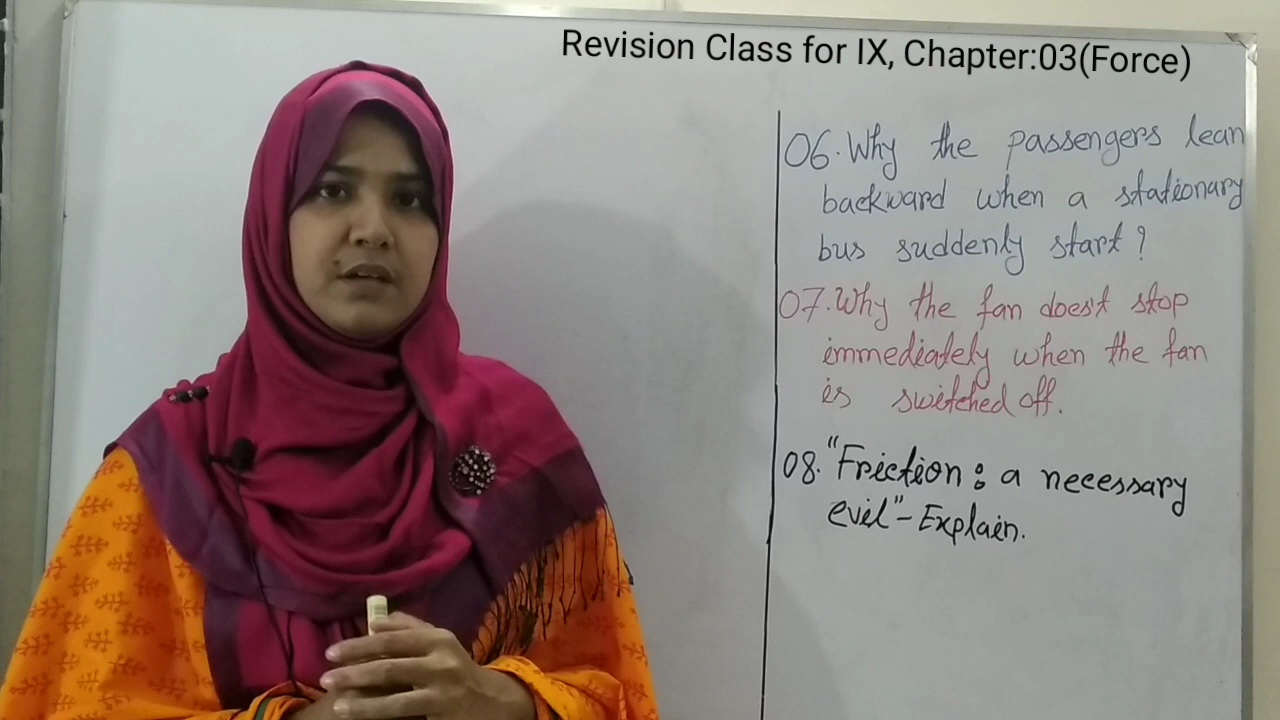 Revision Class for IX, Chapter:03(Force)
06. Why the passengers lean
backward when a stationary
bus suddenly start?
07. Why the fan does't stop
immediately when the fan
is switched off.
08. "Friction: a necessary
evil" - Explain.